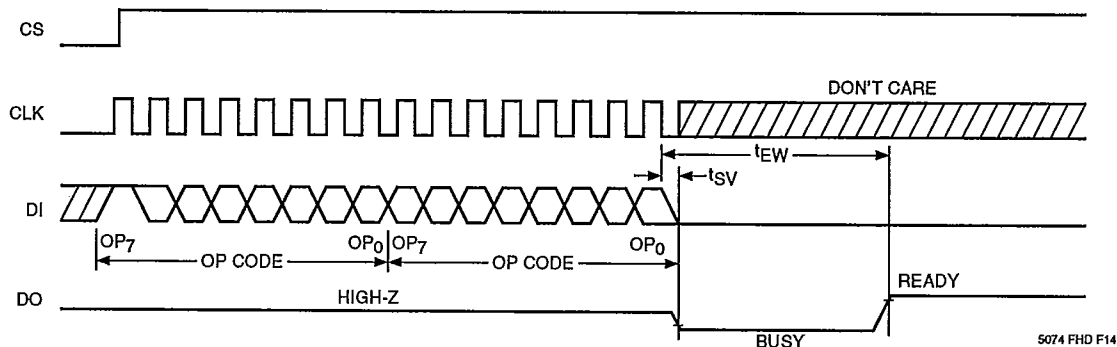 CS
CLK
DON'T CARE
tEW
tSV
DI
OP7 OP0 OP7 OP0
OP CODE OP CODE
DO
HIGH-Z
READY
BUSY
5074 FHD F14